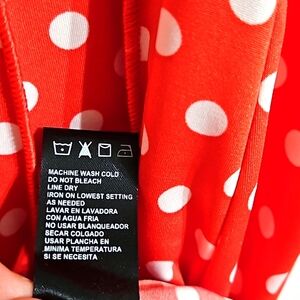 MACHINE WASH COLD
DO NOT BLEACH
LINE DRY
IRON ON LOWEST SETTING
AS NEEDED
LAVAR EN LAVADORA
CON AGUA FRIA
NO USAR BLANQUEADOR
SECAR COLGADO
USAR PLANCHA EN
MINIMA TEMPERATURA
SI SE NECESITA